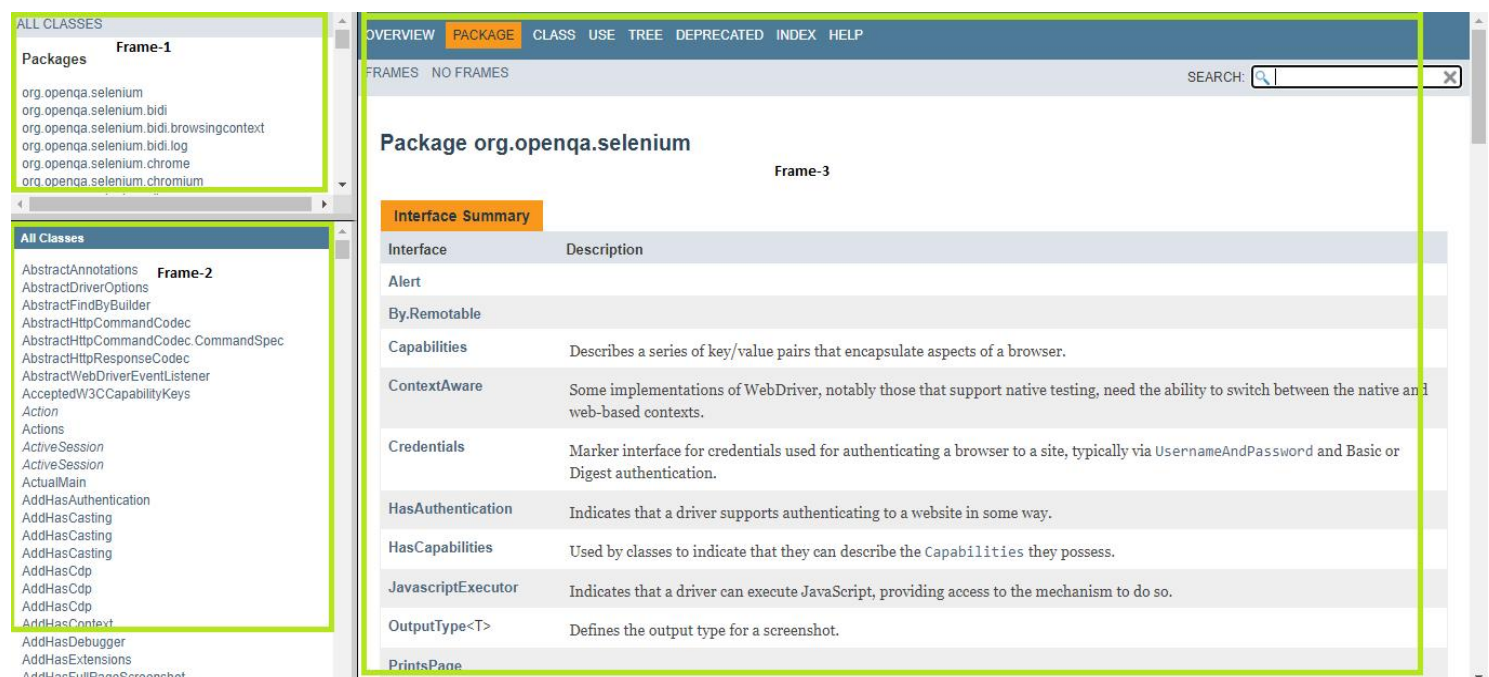 ALL CLASSES
Frame-1
Packages
org.openqa.selenium
org.openqa.selenium.bidi
org.openqa.selenium.bidi.browsingcontext
org.openqa.selenium.bidi.log
org.openqa.selenium.chrome
org.openqa.selenium.chromium
All Classes
AbstractAnnotations
Frame-2
AbstractDriverOptions
AbstractFindByBuilder
AbstractHttpCommandCodec
AbstractHttpCommandCodec.CommandSpec
AbstractHttpResponseCodec
AbstractWebDriverEventListener
AcceptedW3CCapabilityKeys
Action
Actions
ActiveSession
ActiveSession
ActualMain
AddHasAuthentication
AddHasCasting
AddHasCasting
AddHasCasting
AddHasCdp
AddHasCdp
AddHasCdp
AddHasContext
AddHasDebugger
AddHasExtensions
AddHasFullPageScreenshot
OVERVIEW PACKAGE CLASS USE TREE DEPRECATED INDEX HELP
FRAMES NO FRAMES
SEARCH:
Package org.openqa.selenium
Frame-3
Interface Summary
Interface Description
Alert
By.Remotable
Capabilities Describes a series of key/value pairs that encapsulate aspects of a browser.
ContextAware Some implementations of WebDriver, notably those that support native testing, need the ability to switch between the native and
web-based contexts.
Credentials Marker interface for credentials used for authenticating a browser to a site, typically via UsernameAndPassword and Basic or
Digest authentication.
HasAuthentication Indicates that a driver supports authenticating to a website in some way.
HasCapabilities Used by classes to indicate that they can describe the Capabilities they possess.
JavascriptExecutor Indicates that a driver can execute JavaScript, providing access to the mechanism to do so.
OutputType<T> Defines the output type for a screenshot.
PrintsPage